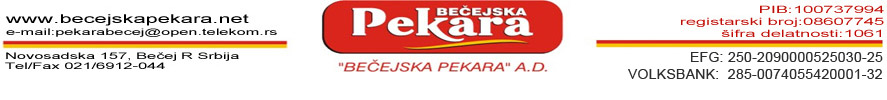 www.becejskapekara.net
e-mail:pekarabecej@open.telekom.rs
Novosadska 157, Bečej R Srbija
Tel/Fax 021/6912-044
BEČEJSKA
Pekara
"BEČEJSKA PEKARA" A.D.
PIB:100737994
registarski broj:08607745
šifra delatnosti:1061
EFG: 250-2090000525030-25
VOLKSBANK: 285-0074055420001-32